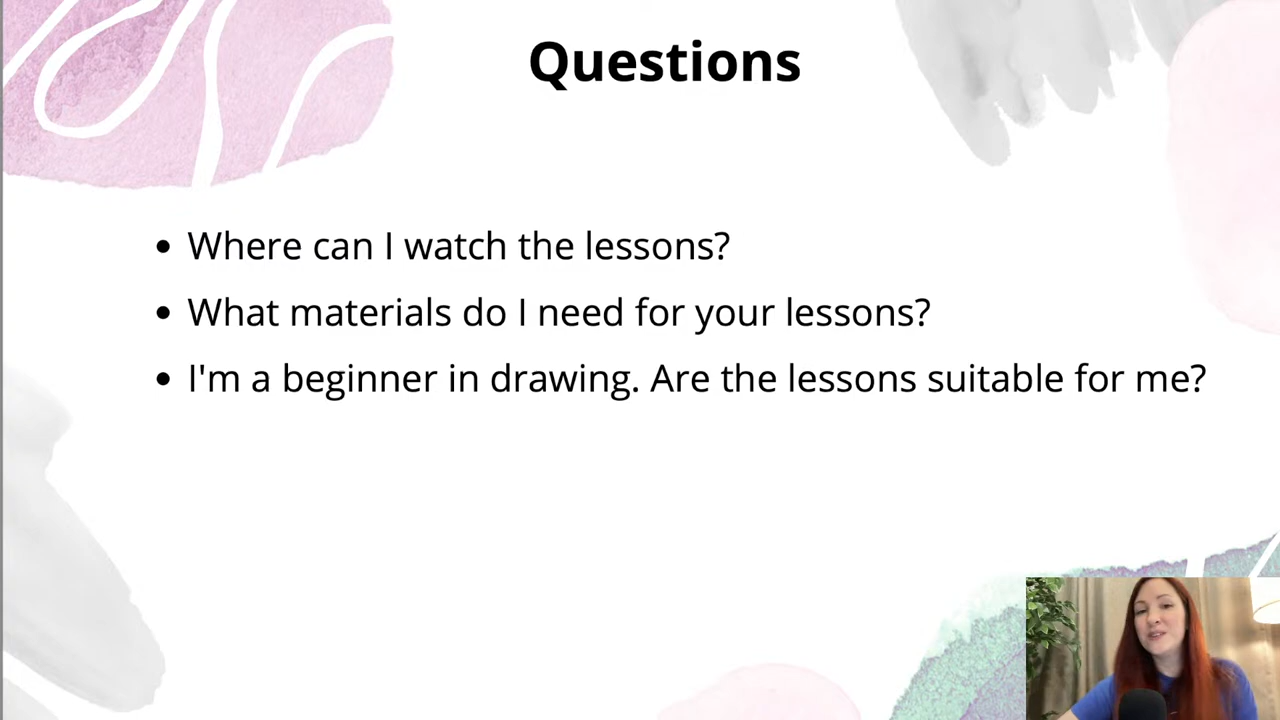 Questions
• Where can I watch the lessons?
• What materials do I need for your lessons?
• I'm a beginner in drawing. Are the lessons suitable for me?